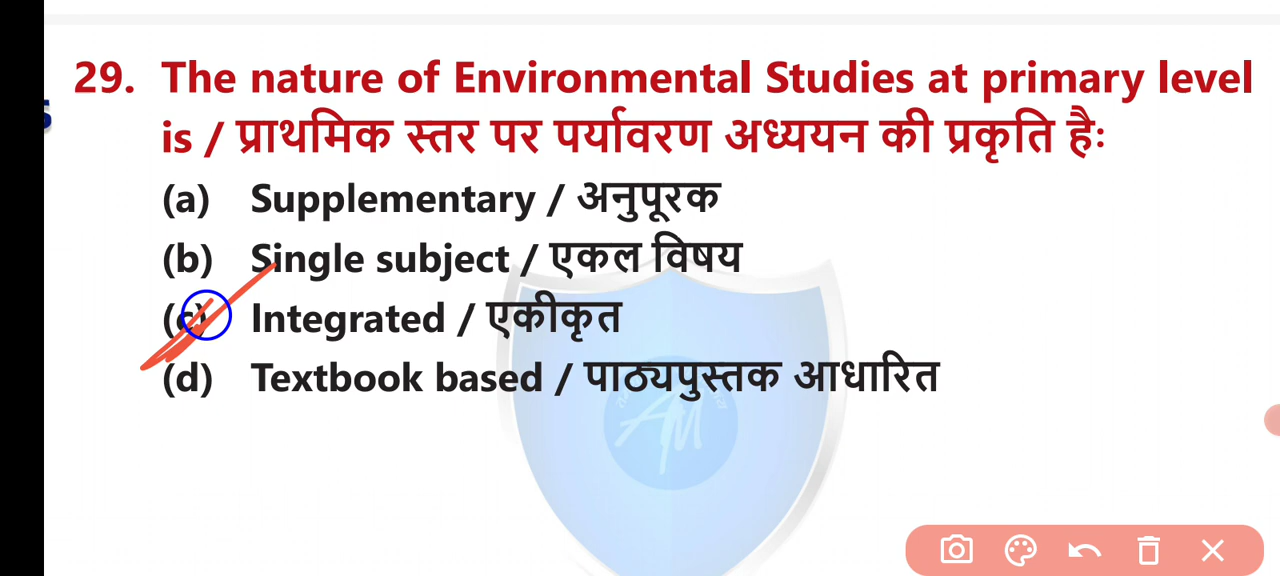 29. The nature of Environmental Studies at primary level
is / प्राथमिक स्तर पर पर्यावरण अध्ययन की प्रकृति है:
(a) Supplementary / अनुपूरक
(b) Single subject / एकल विषय
(c) Integrated / एकीकृत
(d) Textbook based / पाठ्यपुस्तक आधारित
AM